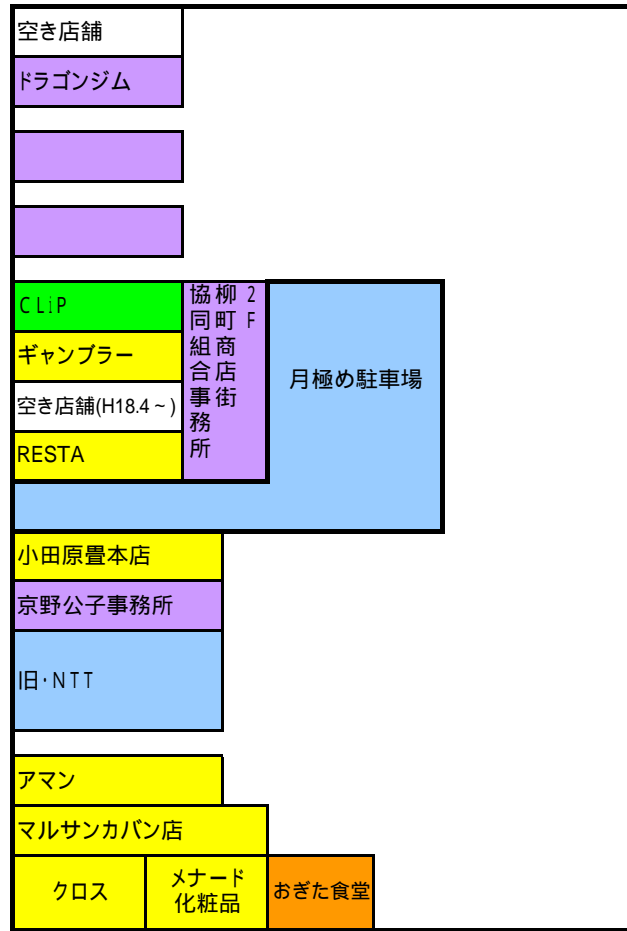 空き店舗
ドラゴンジム
CLiP
ギャンブラー
空き店舗(H18.4~)
RESTA
2F
柳町商店街
協同組合事務所
月極め駐車場
小田原畳本店
京野公子事務所
旧・NTT
アマン
マルサンカバン店
クロス
メナード
化粧品
おぎた食堂